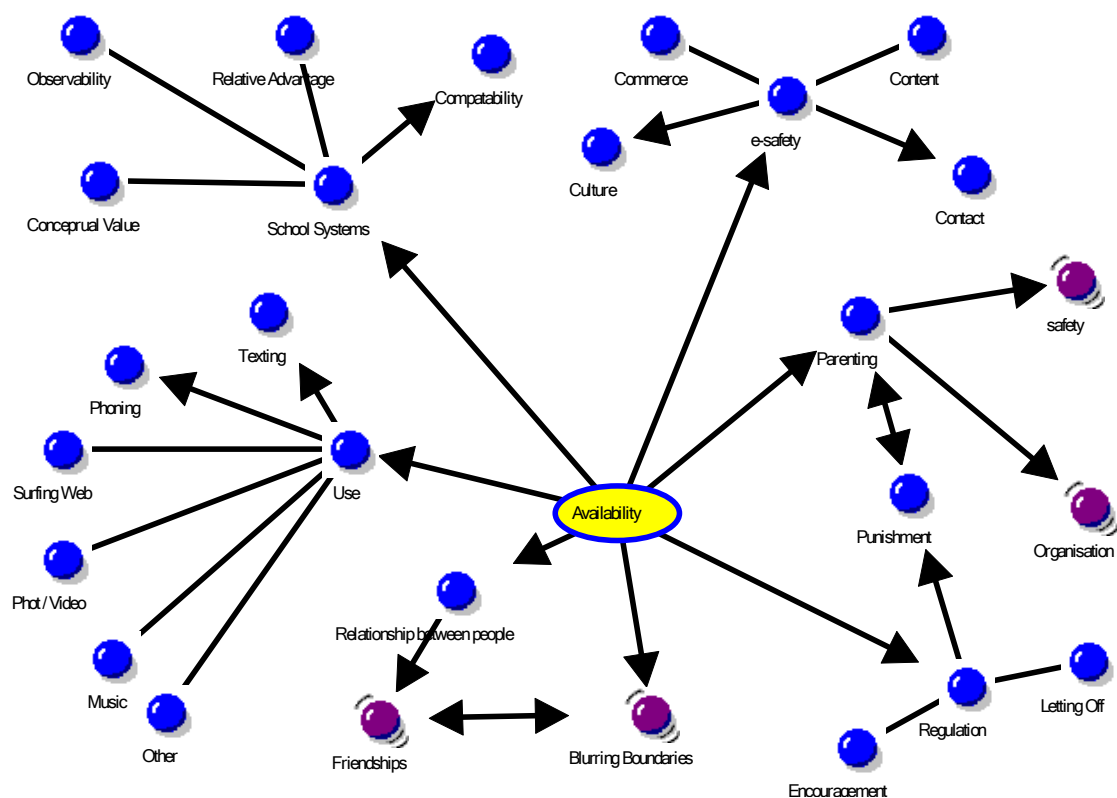 Observability
Relative Advantage
Compatability
Commerce
Content
e-safety
Culture
Contact
Conceprual Value
School Systems
safety
Texting
Parenting
Phoning
Surfing Web
Use
Availability
Punishment
Organisation
Phot / Video
Relationship between people
Music
Letting Off
Other
Friendships
Blurring Boundaries
Regulation
Encouragement